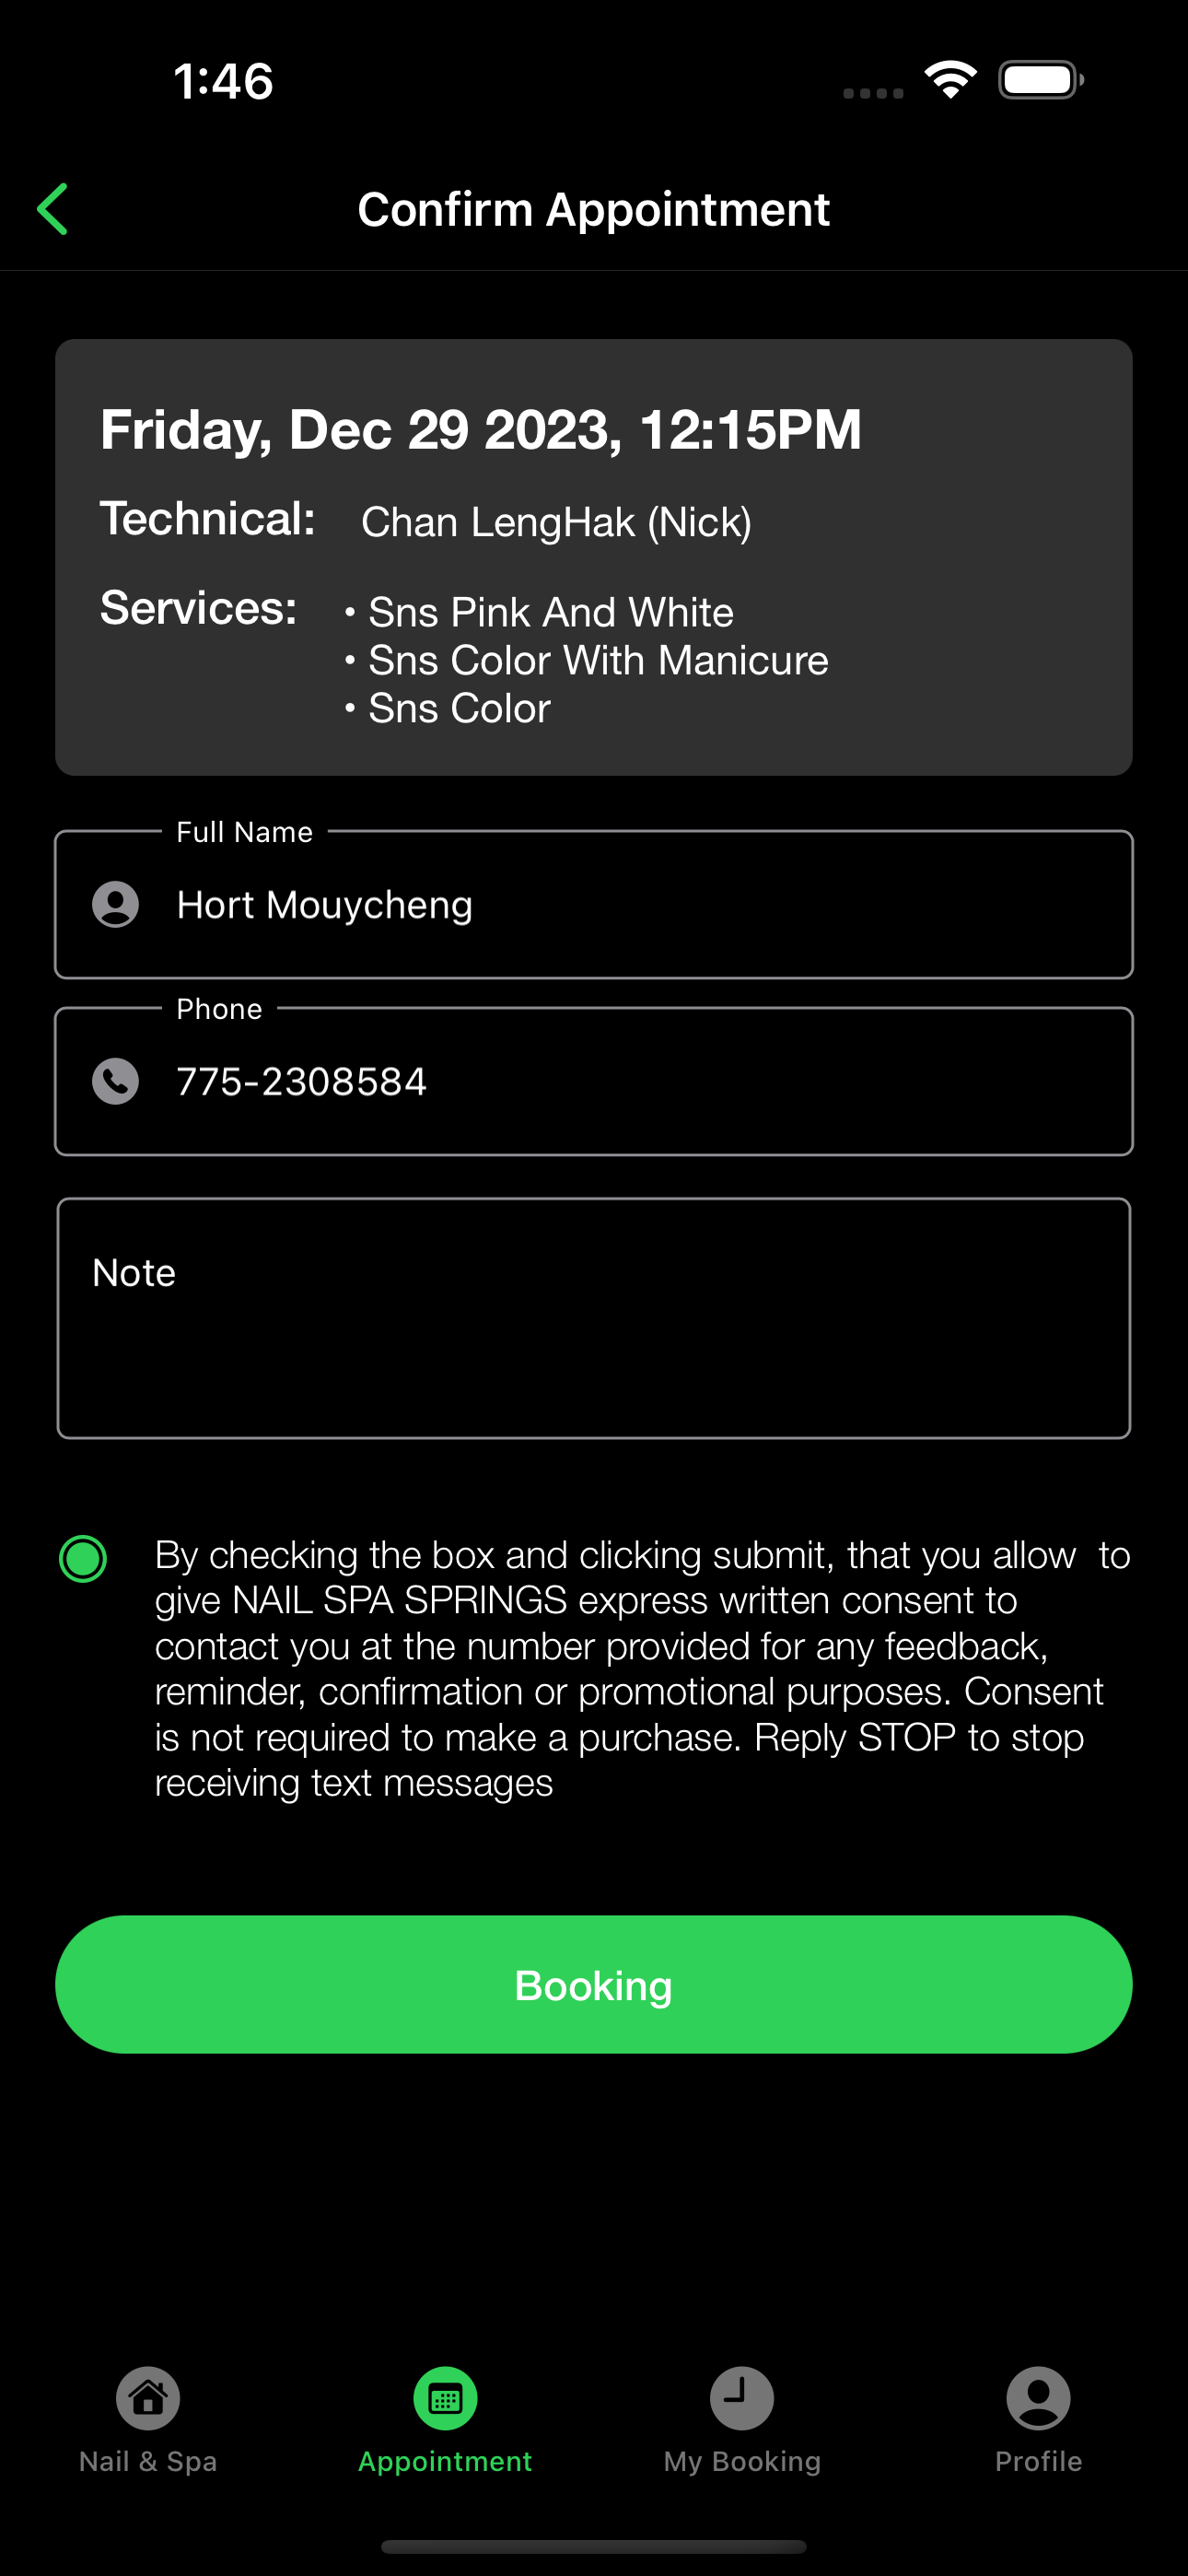 1:46
Confirm Appointment
Friday, Dec 29 2023, 12:15PM
Technical: Chan LengHak (Nick)
Services: • Sns Pink And White
• Sns Color With Manicure
• Sns Color
Full Name
Hort Mouycheng
Phone
775-2308584
Note
By checking the box and clicking submit, that you allow  to
give NAIL SPA SPRINGS express written consent to
contact you at the number provided for any feedback,
reminder, confirmation or promotional purposes. Consent
is not required to make a purchase. Reply STOP to stop
receiving text messages
Booking
Nail & Spa Appointment My Booking Profile